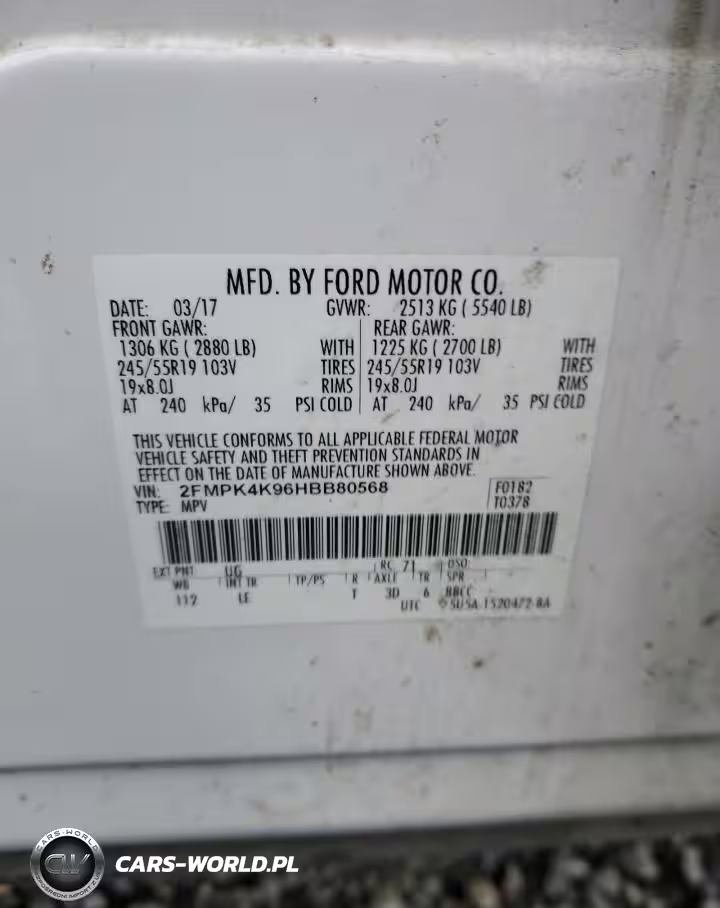 MFD. BY FORD MOTOR CO.
DATE: 03/17 GVWR: 2513 KG ( 5540 LB)
FRONT GAWR: REAR GAWR:
1306 KG ( 2880 LB) WITH 1225 KG ( 2700 LB) WITH
245/55R19 103V TIRES 245/55R19 103V TIRES
19x8.0J RIMS 19x8.0J RIMS
AT 240 kPa/ 35 PSI COLD AT 240 kPa/ 35 PSI COLD
THIS VEHICLE CONFORMS TO ALL APPLICABLE FEDERAL MOTOR
VEHICLE SAFETY AND THEFT PREVENTION STANDARDS IN
EFFECT ON THE DATE OF MANUFACTURE SHOWN ABOVE.
VIN: 2FMPK4K96HBB80568 F0182
TYPE: MPV T0378
EXT PNT UG RC 71 DSO
WB INT TR TP/PS R AXLE TR SPR
112 LE T 3D 6 BBCC
UTC
CARS-WORLD
CW
CARS-WORLD.PL